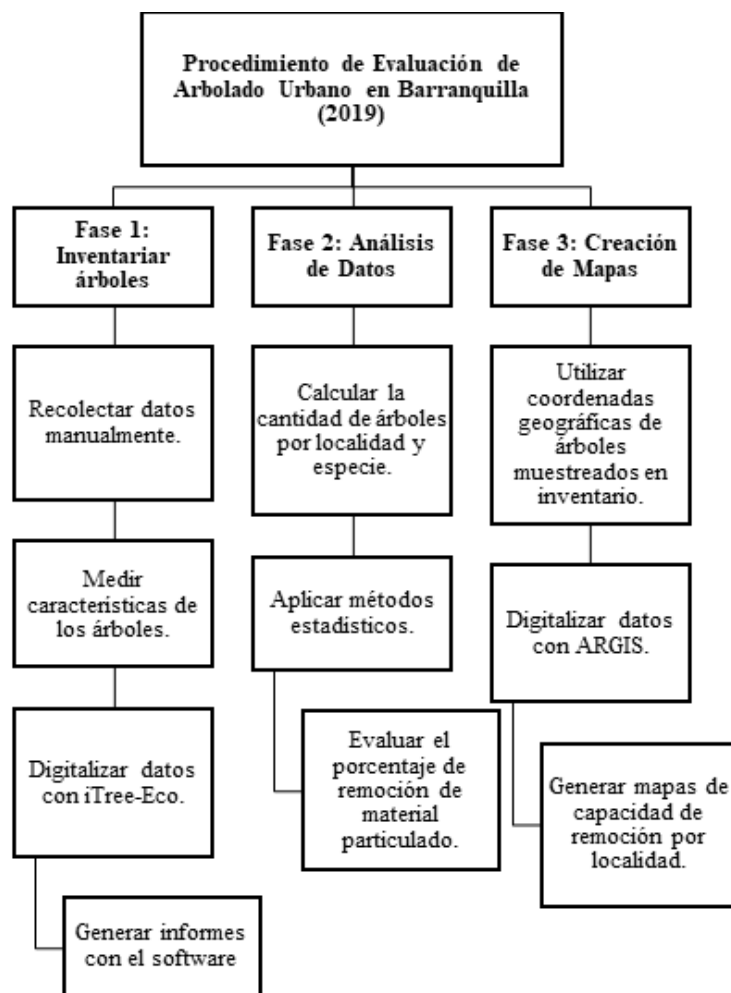 Procedimiento de Evaluación de
Arbolado Urbano en Barranquilla
(2019)
Fase 1:
Inventariar
árboles
Recolectar datos
manualmente.
Medir
características de
los árboles.
Digitalizar datos
con iTree-Eco.
Generar informes
con el software
Fase 2: Análisis
de Datos
Calcular la
cantidad de árboles
por localidad y
especie.
Aplicar métodos
estadísticos.
Evaluar el
porcentaje de
remoción de
material
particulado.
Fase 3: Creación
de Mapas
Utilizar
coordenadas
geográficas de
árboles
muestreados en
inventario.
Digitalizar datos
con ARGIS.
Generar mapas de
capacidad de
remoción por
localidad.